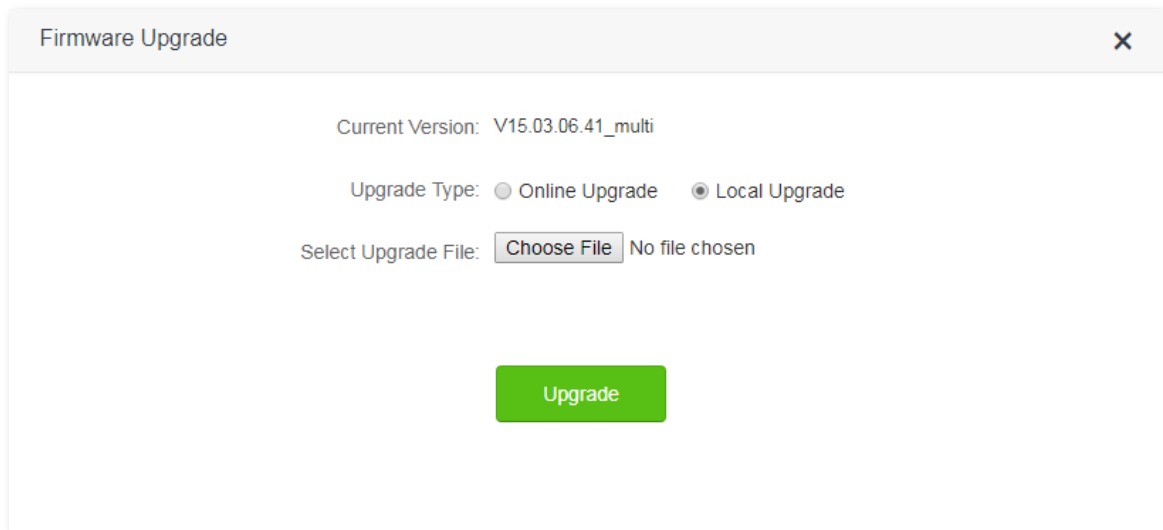 Firmware Upgrade
Current Version: V15.03.06.41_multi
Upgrade Type: Online Upgrade Local Upgrade
Select Upgrade File: Choose File No file chosen
Upgrade